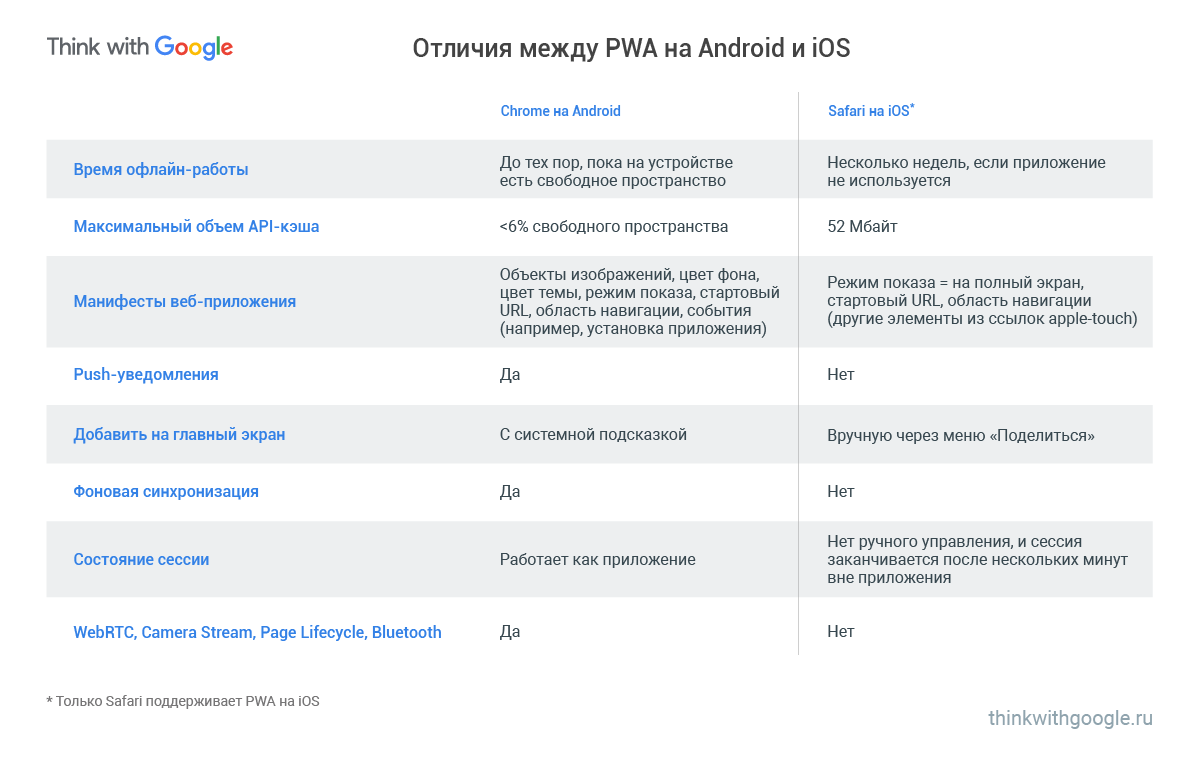 Think with Google
Отличия между PWA на Android и iOS
Chrome на Android
Safari на iOS*
Время офлайн-работы
До тех пор, пока на устройстве
есть свободное пространство
Несколько недель, если приложение
не используется
Максимальный объем API-кэша
<6% свободного пространства
52 Мбайт
Манифесты веб-приложения
Объекты изображений, цвет фона,
цвет темы, режим показа, стартовый
URL, область навигации, события
(например, установка приложения)
Режим показа = на полный экран,
стартовый URL, область навигации
(другие элементы из ссылок apple-touch)
Push-уведомления
Да
Нет
Добавить на главный экран
С системной подсказкой
Вручную через меню «Поделиться»
Фоновая синхронизация
Да
Нет
Состояние сессии
Работает как приложение
Нет ручного управления, и сессия
заканчивается после нескольких минут
вне приложения
WebRTC, Camera Stream, Page Lifecycle, Bluetooth
Да
Нет
* Только Safari поддерживает PWA на iOS
thinkwithgoogle.ru